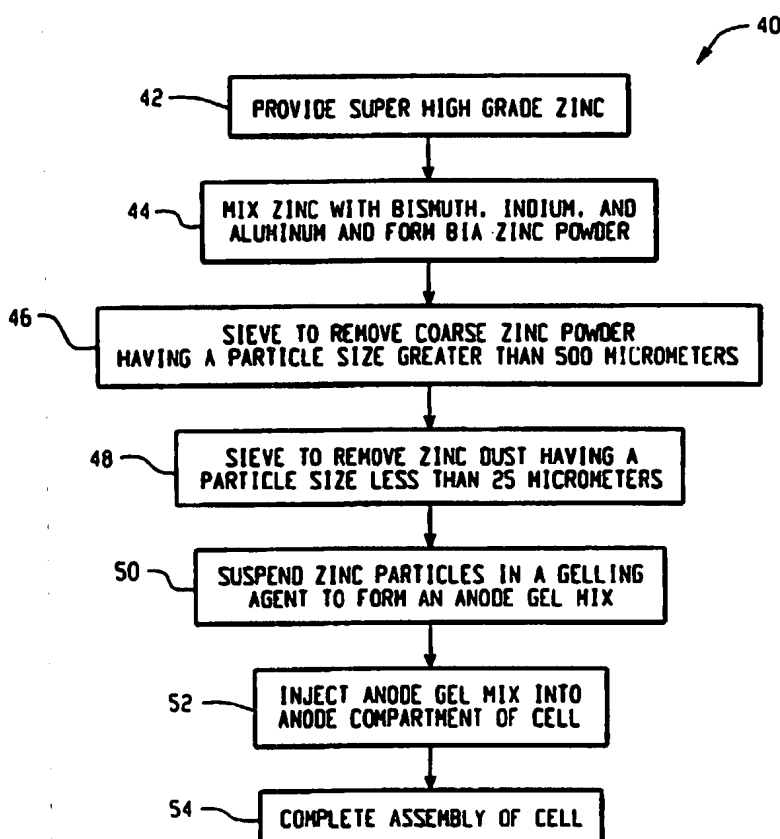 40
42
PROVIDE SUPER HIGH GRADE ZINC
44
MIX ZINC WITH BISMUTH, INDIUM, AND
ALUMINUM AND FORM BIA ZINC POWDER
46
SIEVE TO REMOVE COARSE ZINC POWDER
HAVING A PARTICLE SIZE GREATER THAN 500 MICROMETERS
48
SIEVE TO REMOVE ZINC DUST HAVING A
PARTICLE SIZE LESS THAN 25 MICROMETERS
50
SUSPEND ZINC PARTICLES IN A GELLING
AGENT TO FORM AN ANODE GEL MIX
52
INJECT ANODE GEL MIX INTO
ANODE COMPARTMENT OF CELL
54
COMPLETE ASSEMBLY OF CELL